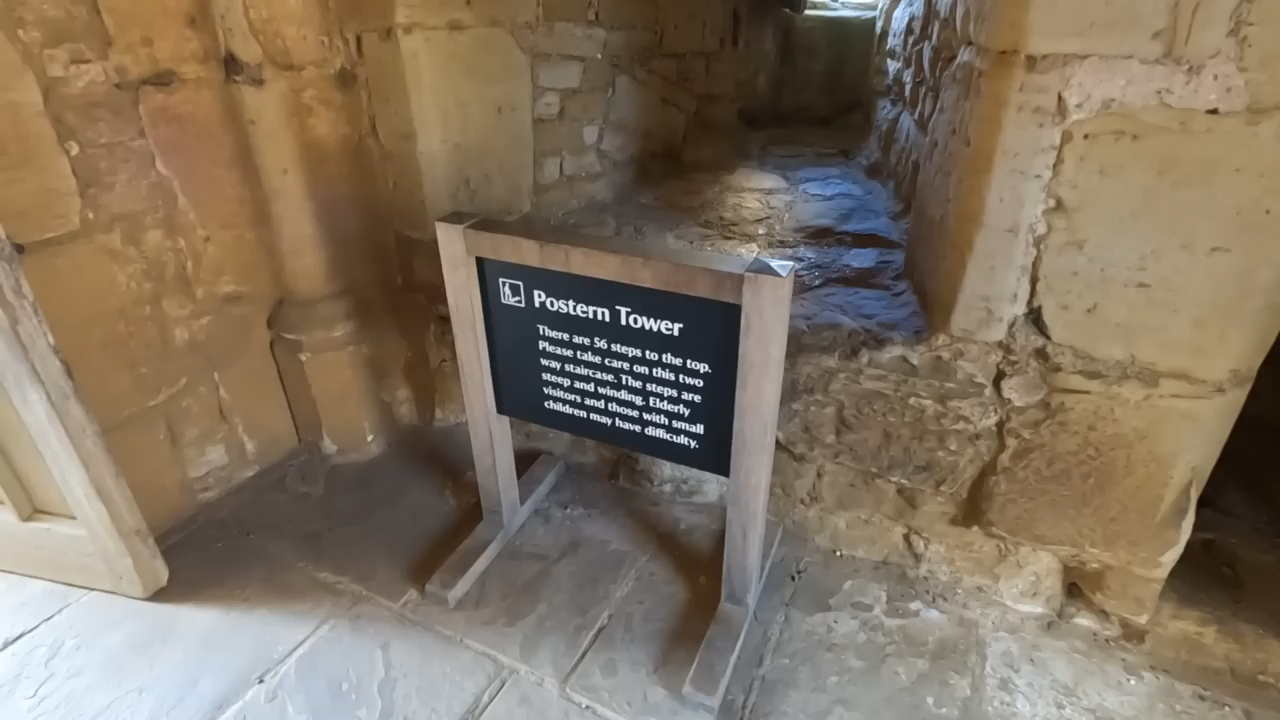 Postern Tower
There are 56 steps to the top.
Please take care on this two
way staircase. The steps are
steep and winding. Elderly
visitors and those with small
children may have difficulty.